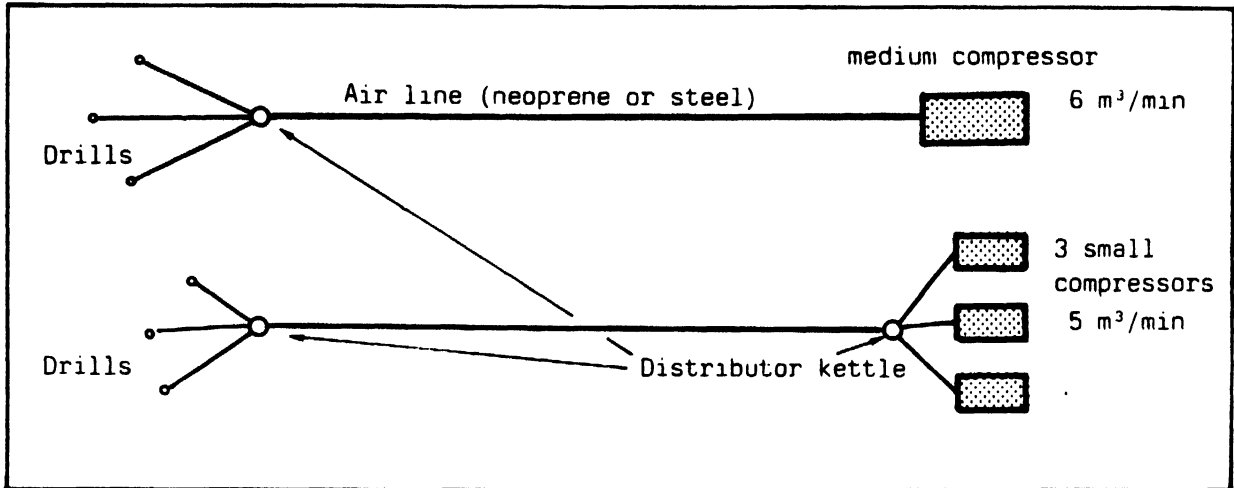 medium compressor
Air line (neoprene or steel)
6 m³/min
Drills
3 small
compressors
5 m³/min
Distributor kettle
Drills